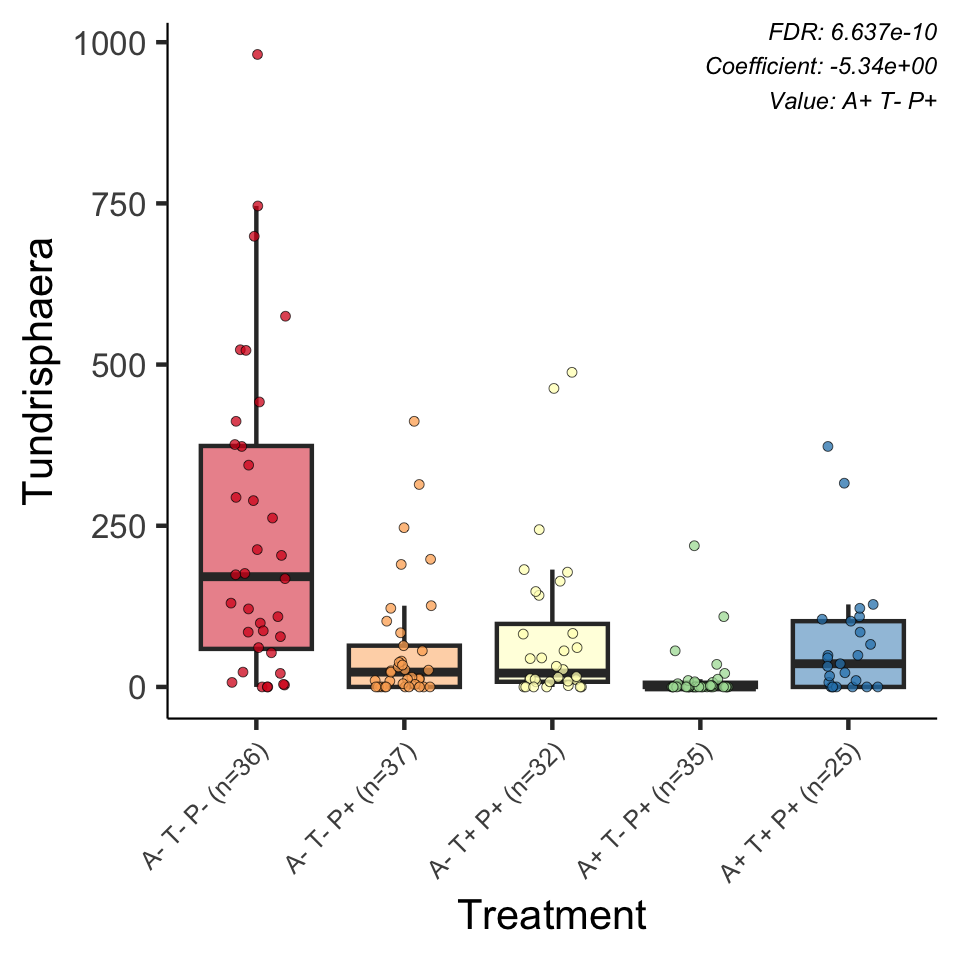 FDR: 6.637e-10
Coefficient: -5.34e+00
Value: A+ T- P+
Tundrisphaera
1000
750
500
250
0
A- T- P- (n=36)
A- T- P+ (n=37)
A- T+ P+ (n=32)
A+ T- P+ (n=35)
A+ T+ P+ (n=25)
Treatment